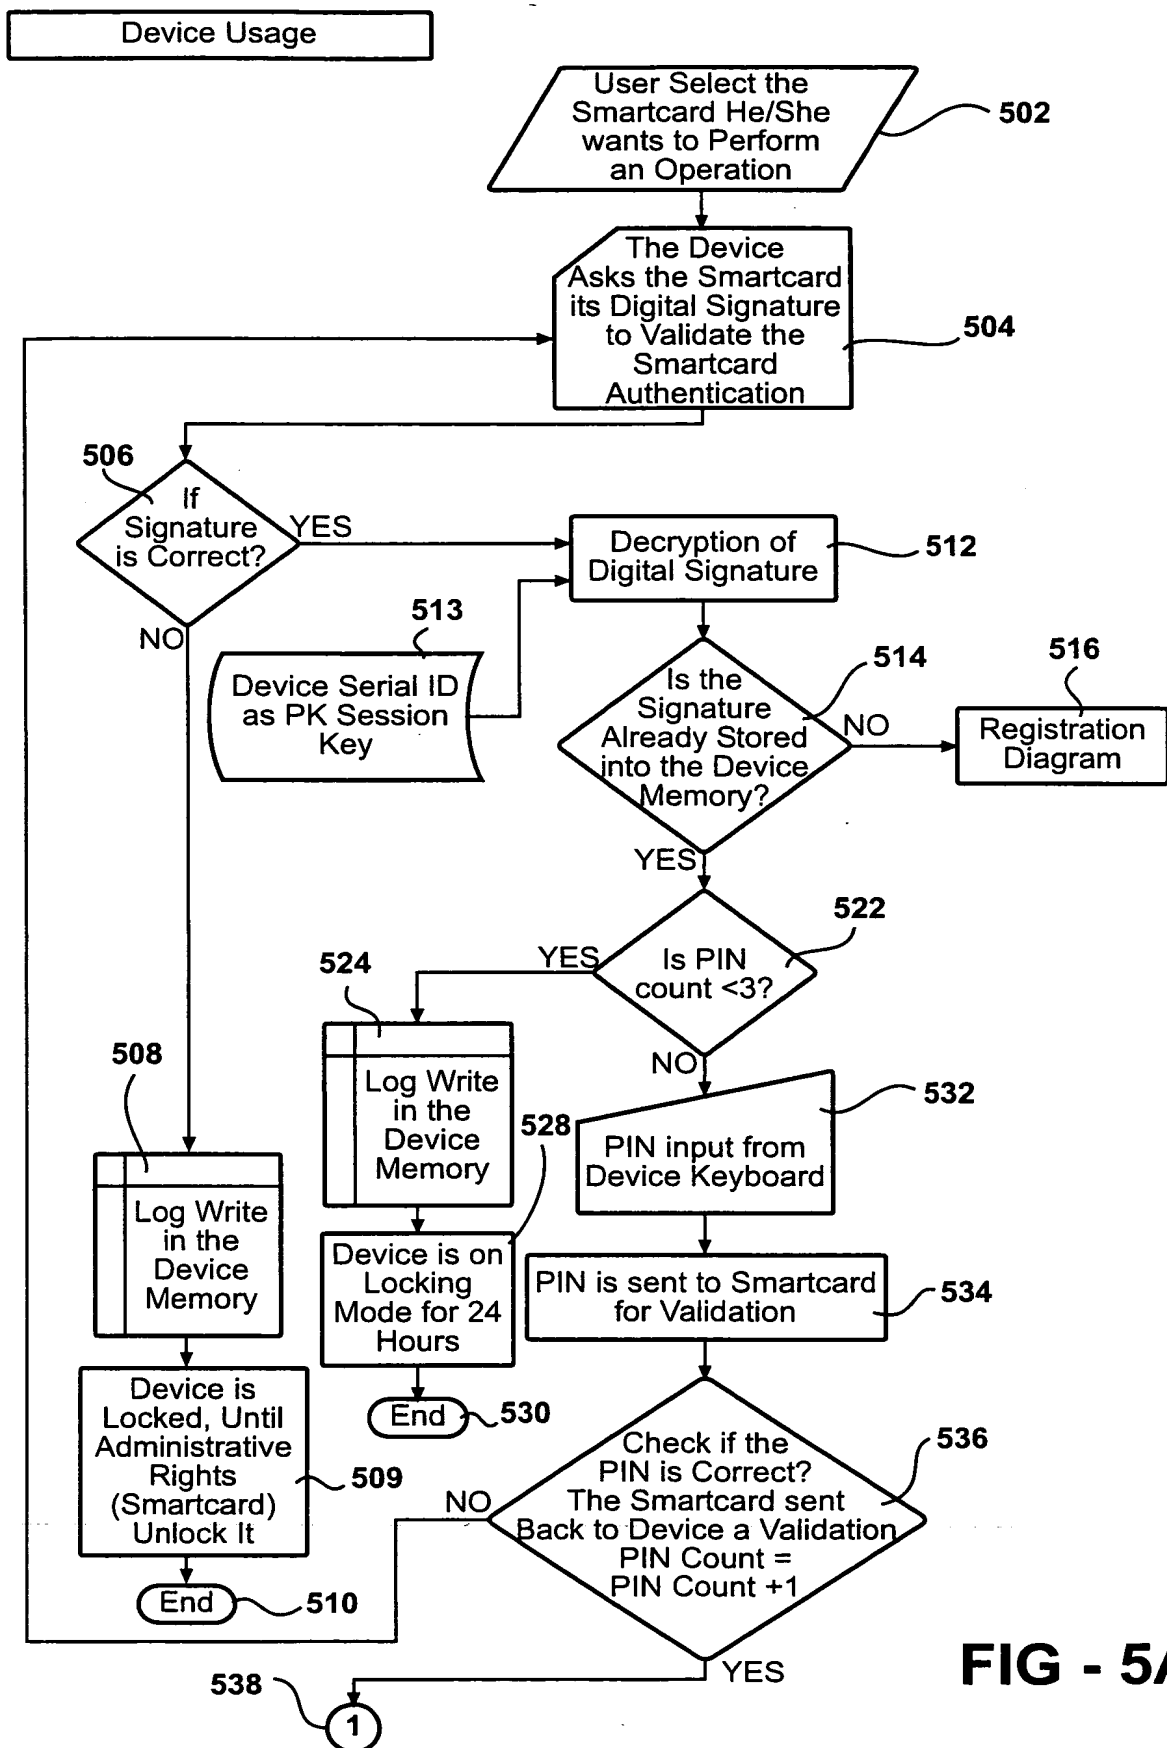 Device Usage
User Select the
Smartcard He/She
wants to Perform
an Operation
502
The Device
Asks the Smartcard
its Digital Signature
to Validate the
Smartcard
Authentication
504
506
If
Signature
is Correct?
YES
NO
Decryption of
Digital Signature
512
513
Device Serial ID
as PK Session
Key
Is the
Signature
Already Stored
into the Device
Memory?
514
NO
YES
516
Registration
Diagram
Is PIN
count <3?
522
YES
NO
524
Log Write
in the
Device
Memory
528
Device is on
Locking
Mode for 24
Hours
End
530
508
Log Write
in the
Device
Memory
Device is
Locked, Until
Administrative
Rights
(Smartcard)
Unlock It
509
End
510
PIN input from
Device Keyboard
532
PIN is sent to Smartcard
for Validation
534
Check if the
PIN is Correct?
The Smartcard sent
Back to Device a Validation
PIN Count =
PIN Count +1
536
NO
YES
538
1
FIG - 5A